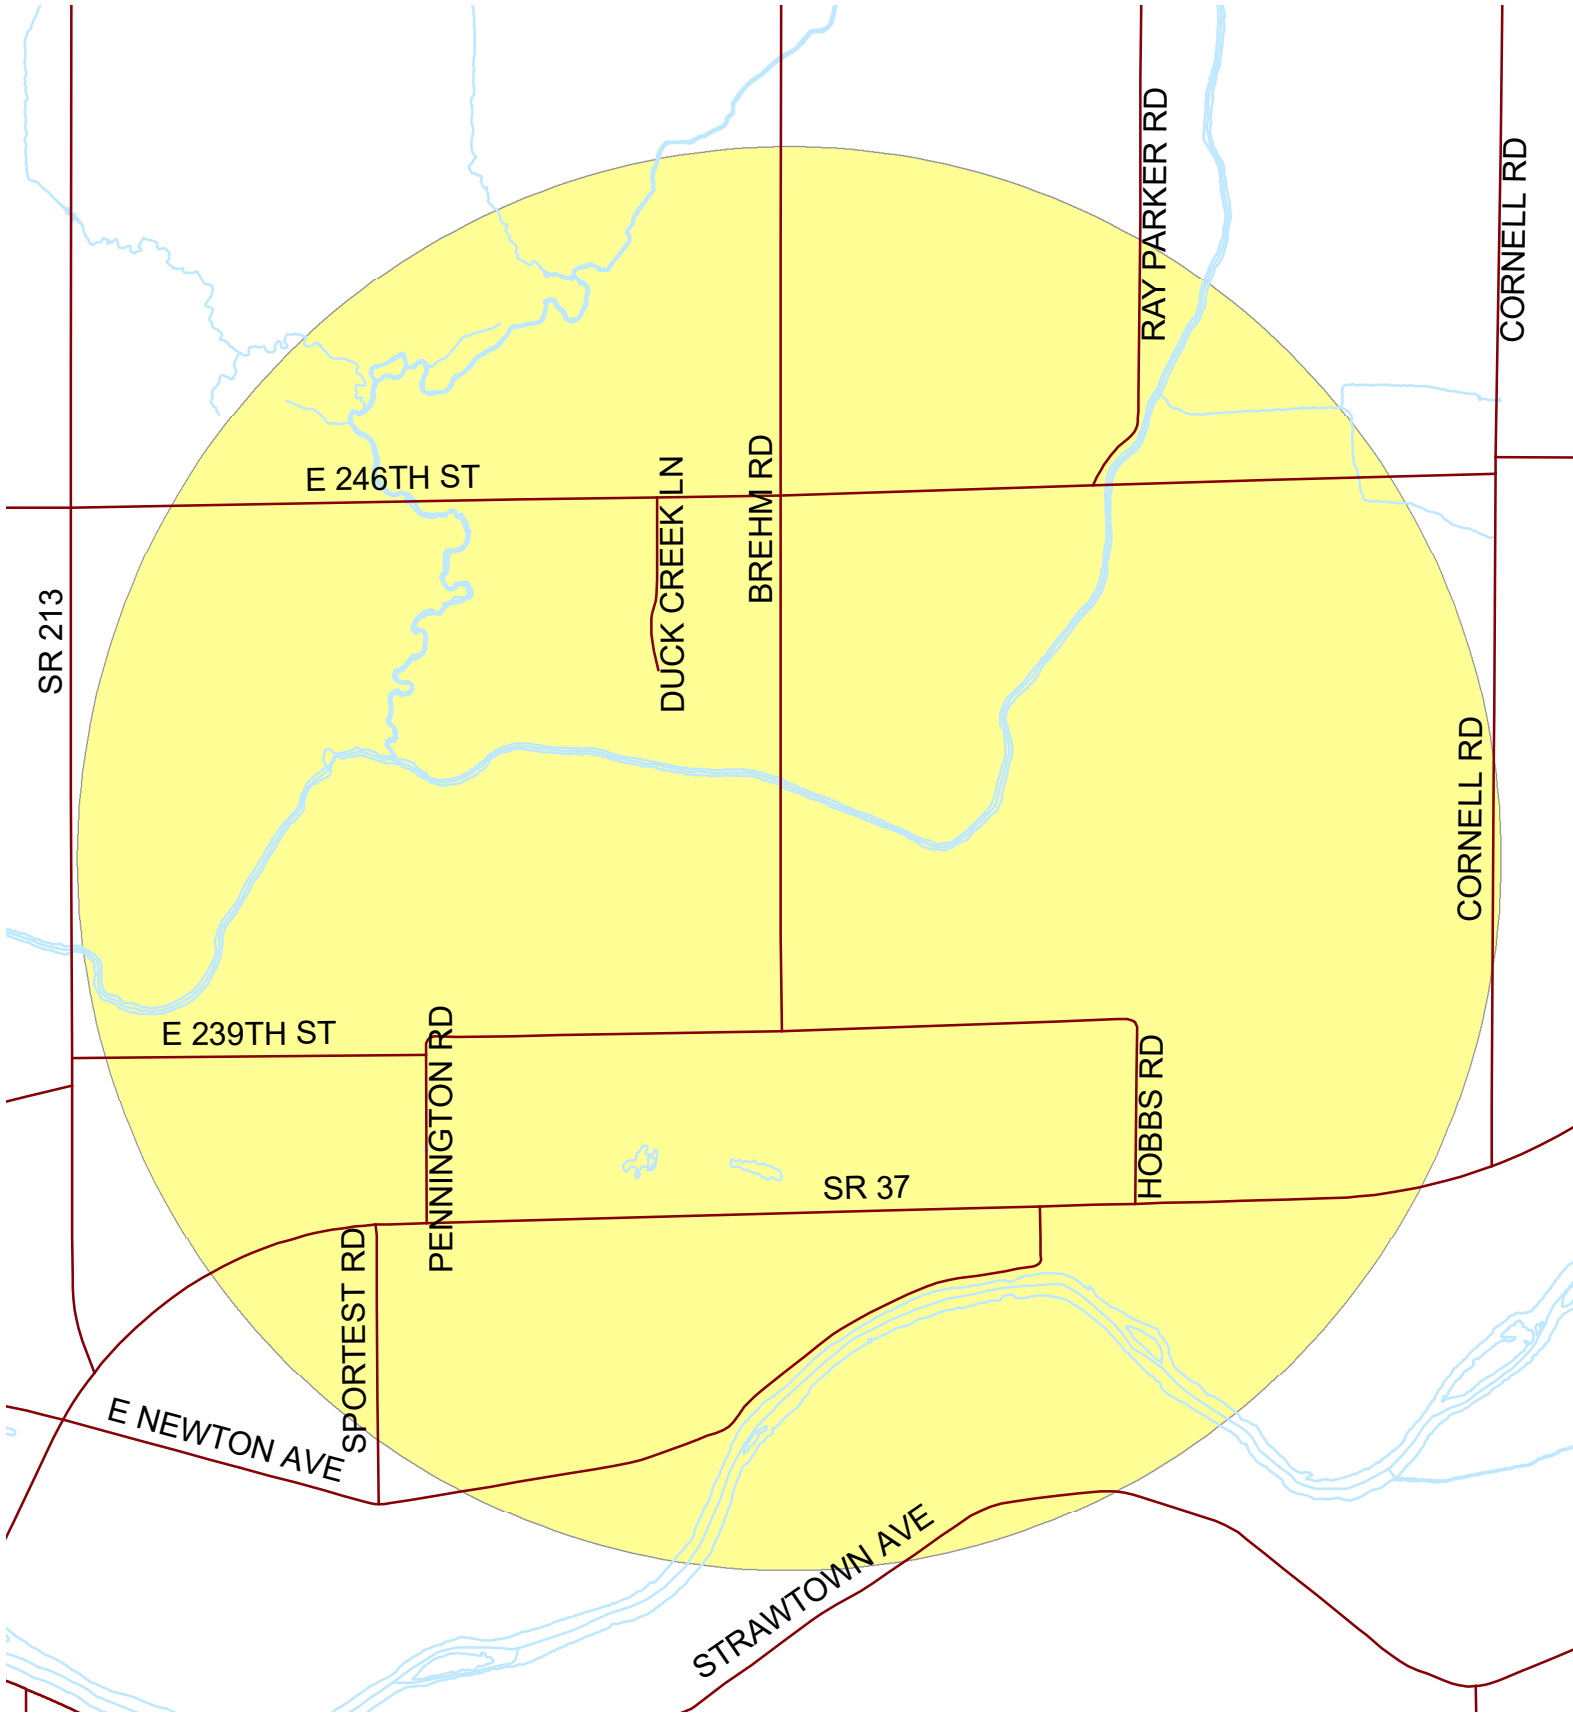 RAY PARKER RD
CORNELL RD
E 246TH ST
DUCK CREEK LN
BREHM RD
SR 213
CORNELL RD
E 239TH ST
PENNINGTON RD
HOBBS RD
SR 37
SPORTEST RD
E NEWTON AVE
STRAWTOWN AVE